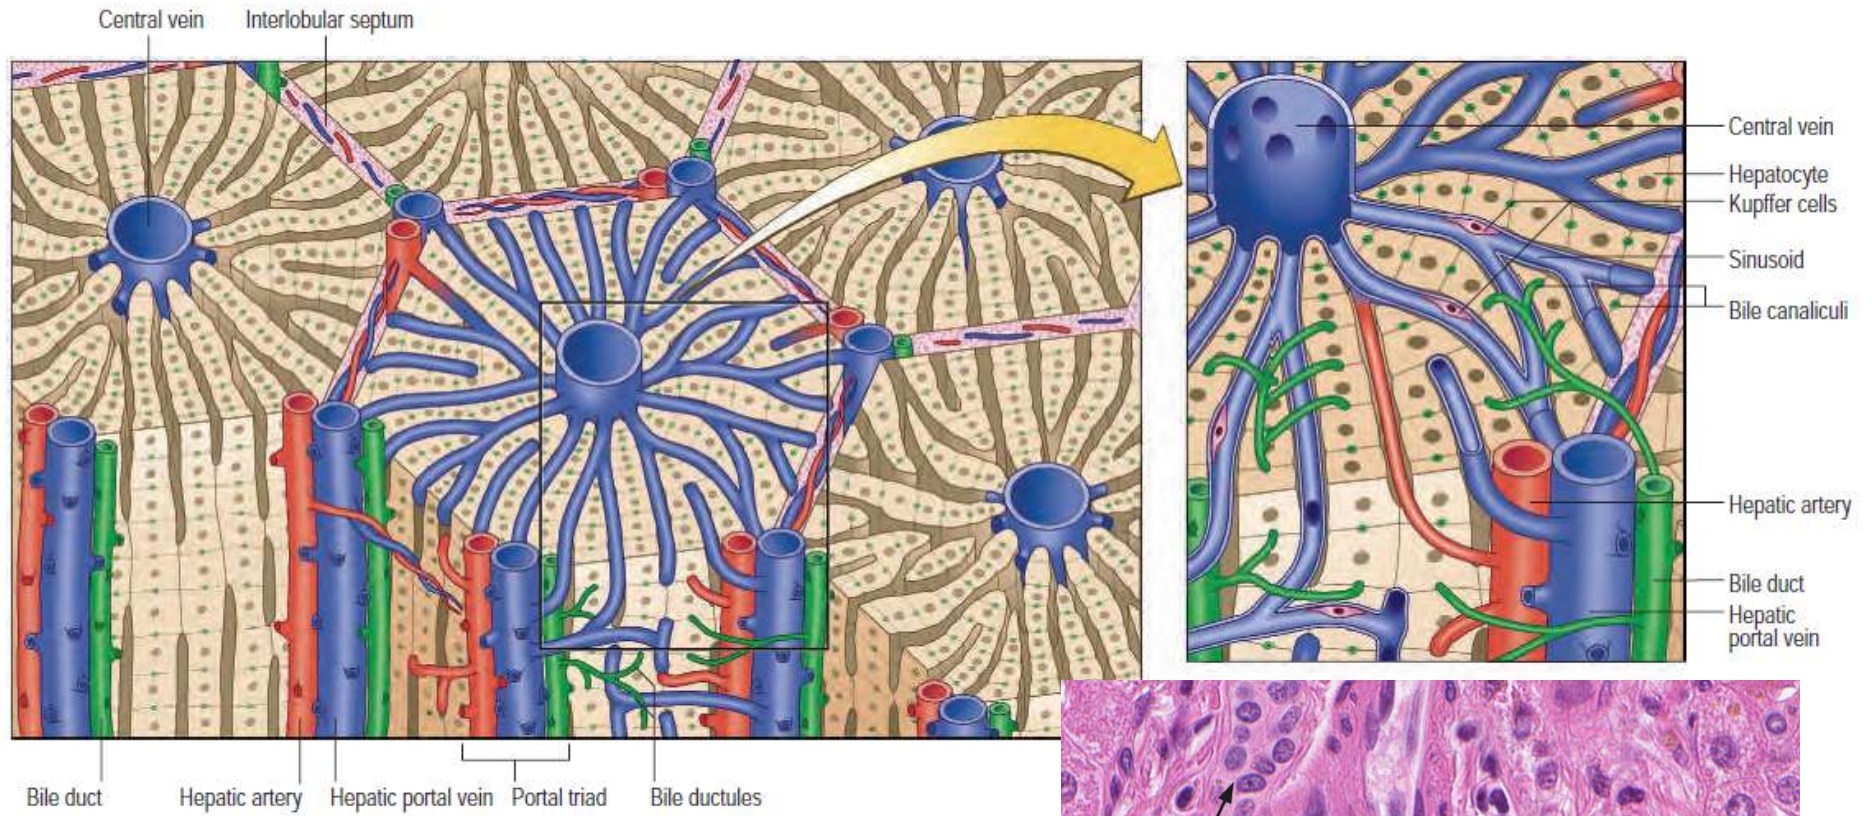 Central vein
Interlobular septum
Central vein
Hepatocyte
Kupffer cells
Sinusoid
Bile canaliculi
Hepatic artery
Bile duct
Hepatic
portal vein
Bile duct
Hepatic artery
Hepatic portal vein
Portal triad
Bile ductules